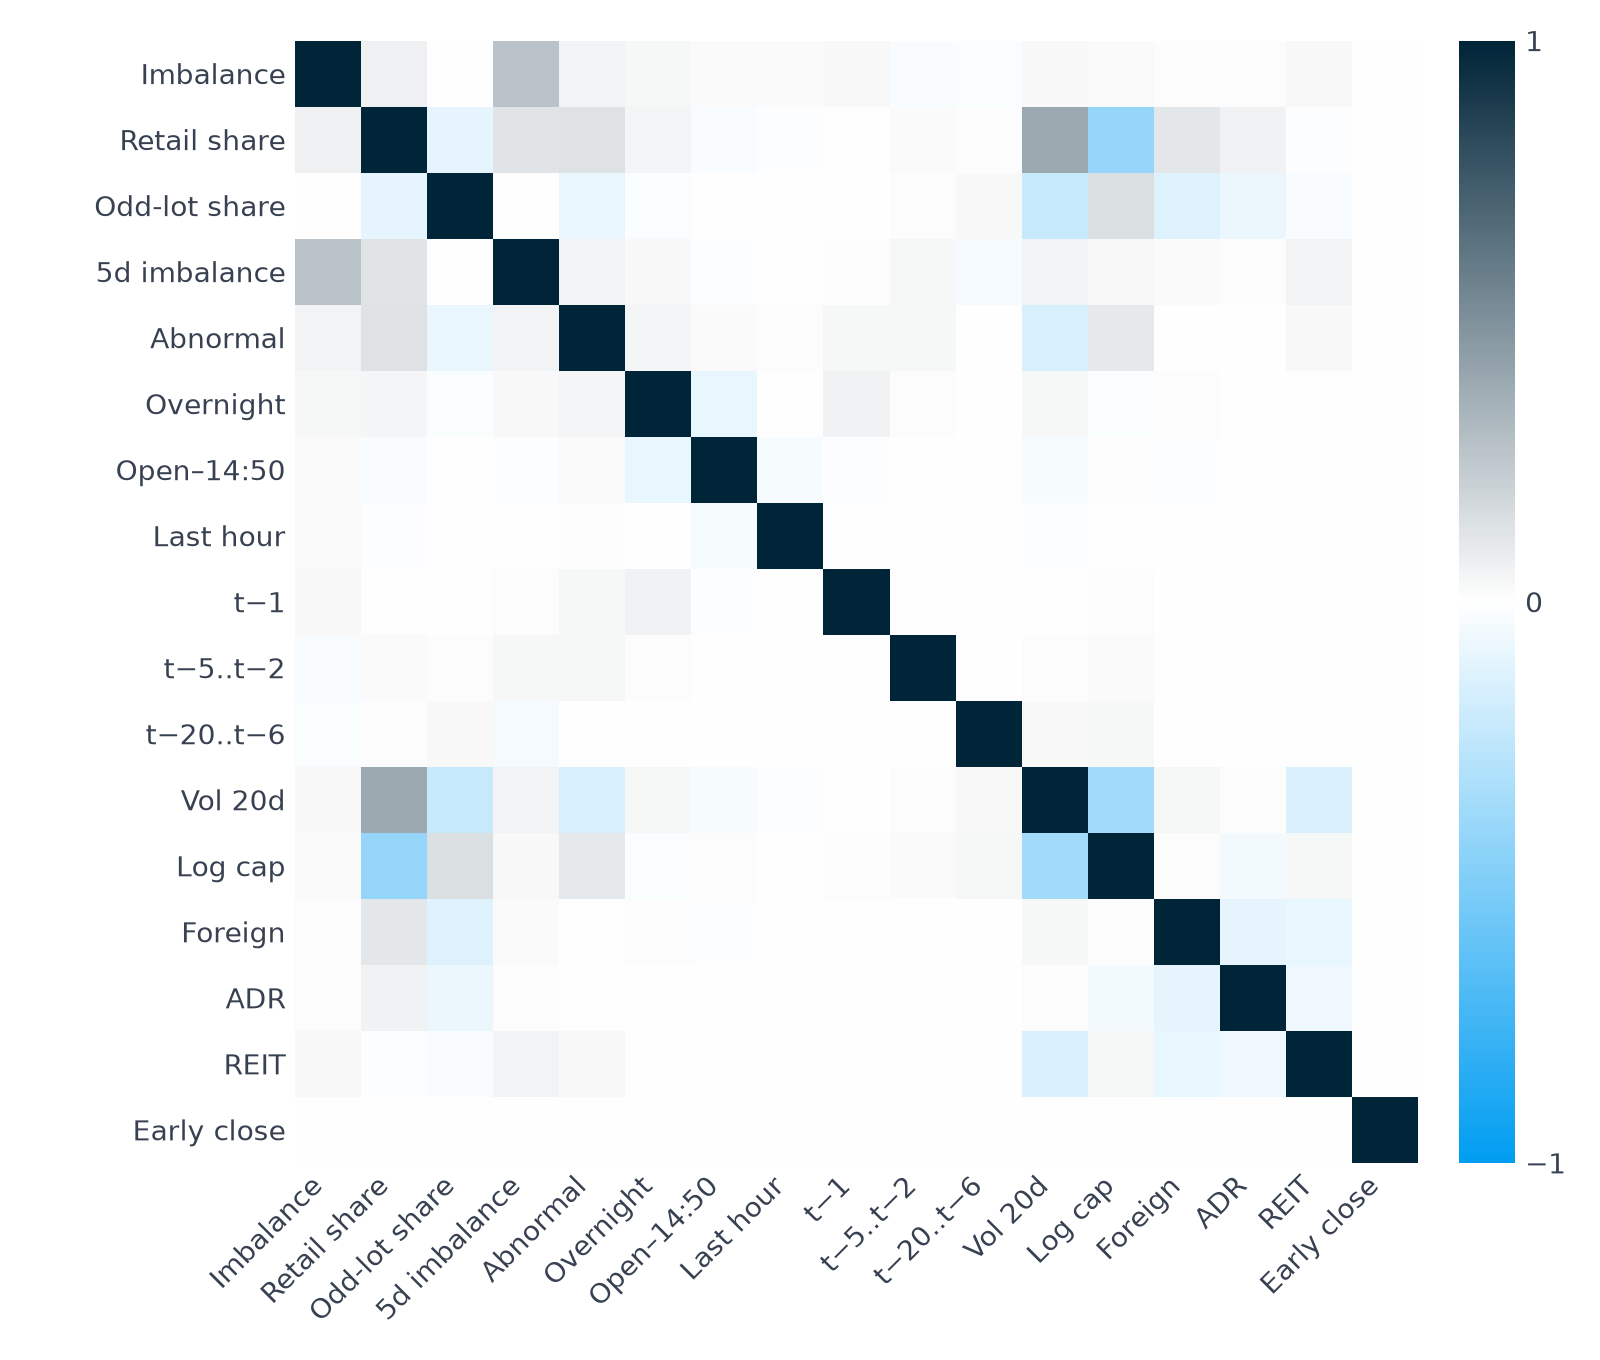 Imbalance
Retail share
Odd-lot share
5d imbalance
Abnormal
Overnight
Open–14:50
Last hour
t−1
t−5..t−2
t−20..t−6
Vol 20d
Log cap
Foreign
ADR
REIT
Early close
Imbalance
Retail share
Odd-lot share
5d imbalance
Abnormal
Overnight
Open–14:50
Last hour
t−1
t−5..t−2
t−20..t−6
Vol 20d
Log cap
Foreign
ADR
REIT
Early close
1
0
−1